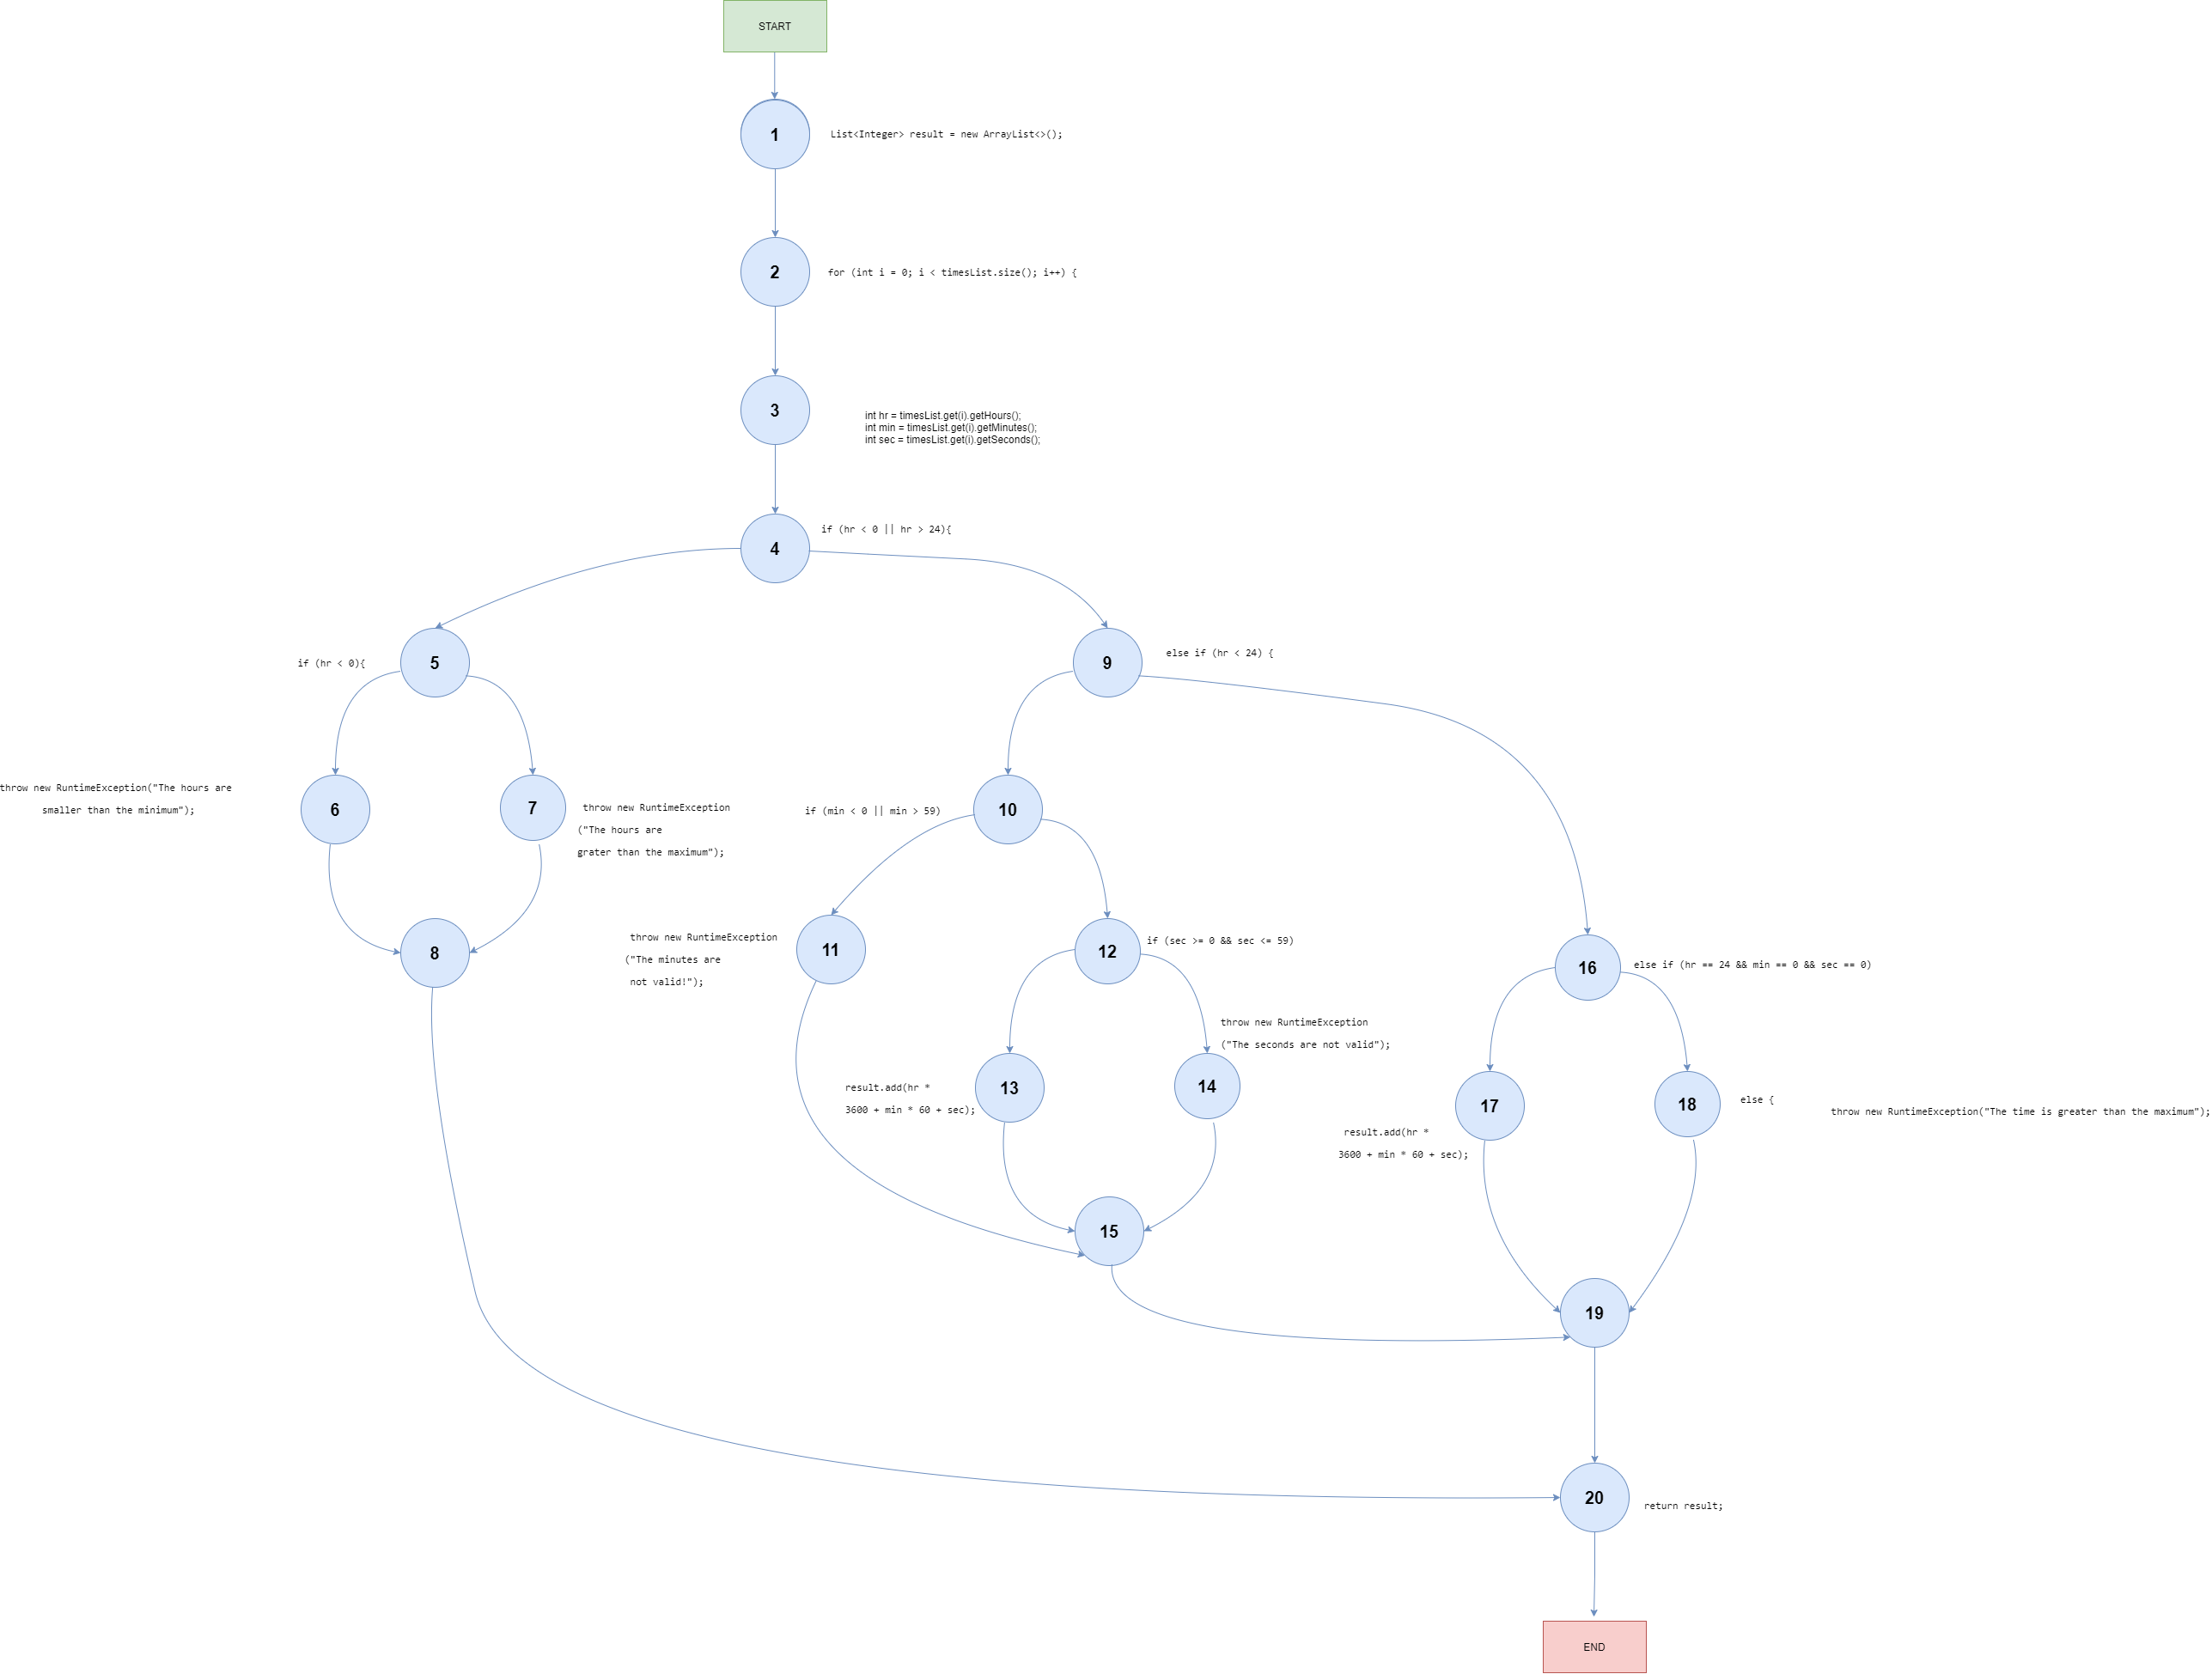 START
1
List<Integer> result = new ArrayList<>();
2
for (int i = 0; i < timesList.size(); i++) {
3
int hr = timesList.get(i).getHours();
int min = timesList.get(i).getMinutes();
int sec = timesList.get(i).getSeconds();
4
if (hr < 0 || hr > 24){
5
if (hr < 0){
9
else if (hr < 24) {
6
throw new RuntimeException("The hours are
smaller than the minimum");
7
throw new RuntimeException
("The hours are
grater than the maximum");
10
if (min < 0 || min > 59)
8
11
throw new RuntimeException
("The minutes are
not valid!");
12
if (sec >= 0 && sec <= 59)
16
else if (hr == 24 && min == 0 && sec == 0)
13
result.add(hr *
3600 + min * 60 + sec);
14
throw new RuntimeException
("The seconds are not valid");
17
result.add(hr *
3600 + min * 60 + sec);
18
else {
throw new RuntimeException("The time is greater than the maximum");
15
19
20
return result;
END